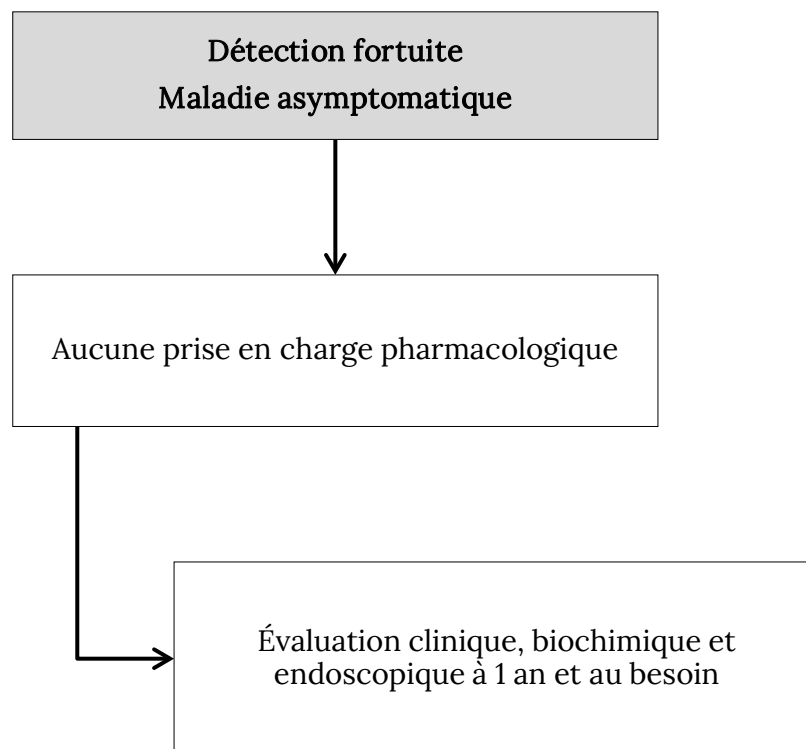 Détection fortuite
Maladie asymptomatique
Aucune prise en charge pharmacologique
Évaluation clinique, biochimique et
endoscopique à 1 an et au besoin